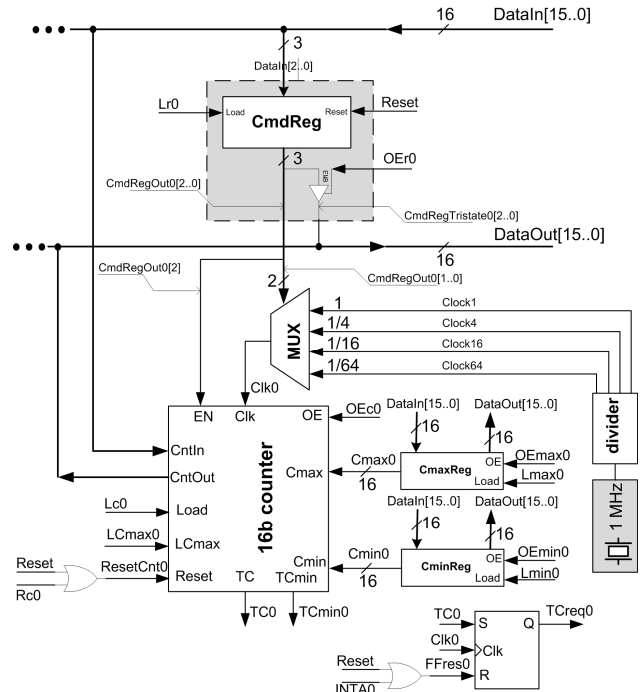 16 DataIn[15..0]
3
DataIn[2..0]
Lr0 Load CmdReg Reset Reset
3 OEr0
ENB
CmdRegOut0[2..0]
CmdRegTristate0[2..0]
DataOut[15..0]
16
CmdRegOut0[2]
CmdRegOut0[1..0]
2
MUX
1 Clock1
1/4 Clock4
1/16 Clock16
1/64 Clock64
Clk0
divider
1 MHz
EN Clk OE OEc0
DataIn[15..0] DataOut[15..0]
16 16
CntIn
CntOut
Cmax Cmax0 16
CmaxReg OE Load
OEmax0
Lmax0
16b counter
Lc0 Load
LCmax0 LCmax
DataIn[15..0] DataOut[15..0]
16 16
Cmin Cmin0 16
CminReg OE Load
OEmin0
Lmin0
Reset
Rc0
ResetCnt0 Reset
TC TCmin
TC0 TCmin0
TC0 S Q TCreq0
Clk0 Clk
Reset
INTA0
FFres0 R